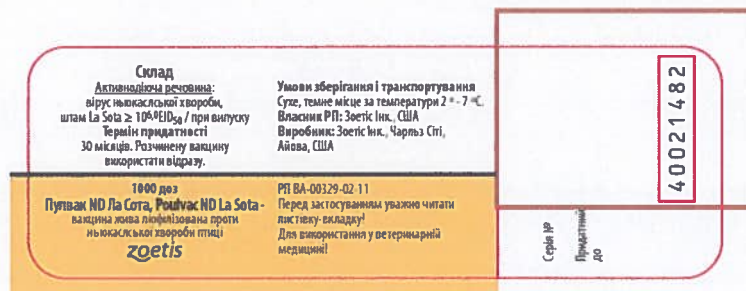 Склад
Активнодіюча речовина:
вірус ньюкаслської хвороби,
штам La Sota ≥ 10⁶·⁰EID₅₀ / при випуску
Термін придатності
30 місяців. Розчинену вакцину
використати відразу.
Умови зберігання і транспортування
Сухе, темне місце за температури 2 ° - 7 °С.
Власник РП: Зоетіс Інк., США
Виробник: Зоетіс Інк., Чарльз Сіті,
Айова, США
1000 доз
Пулвак ND Ла Сота, Poulvac ND La Sota -
вакцина жива ліофілізована проти
ньюкаслської хвороби птиці
zoetis
РП ВА-00329-02-11
Перед застосуванням уважно читати
листівку-вкладку!
Для використання у ветеринарній
медицині!
Серія №
Придатний
до
40021482